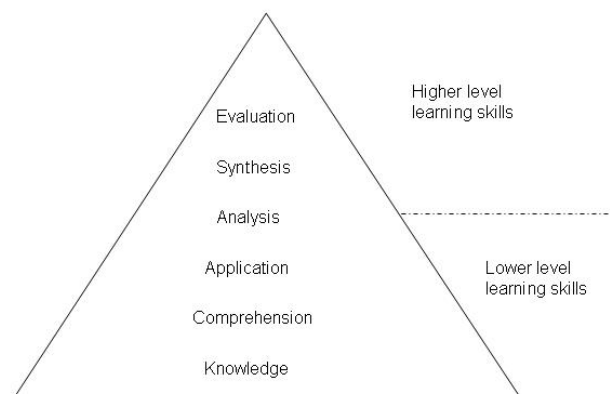 Evaluation
Synthesis
Analysis
Application
Comprehension
Knowledge
Higher level
learning skills
Lower level
learning skills